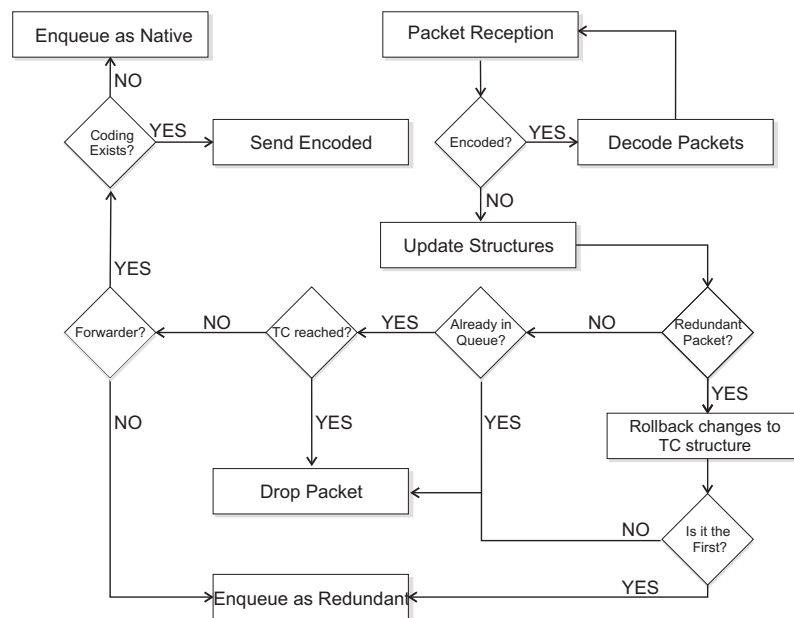 Enqueue as Native
Packet Reception
NO
Coding
Exists?
YES
Send Encoded
Encoded?
YES
Decode Packets
NO
Update Structures
YES
Forwarder?
NO
TC reached?
YES
Already in
Queue?
NO
Redundant
Packet?
YES
NO
YES
YES
Rollback changes to
TC structure
Drop Packet
NO
Is it the
First?
YES
Enqueue as Redundant